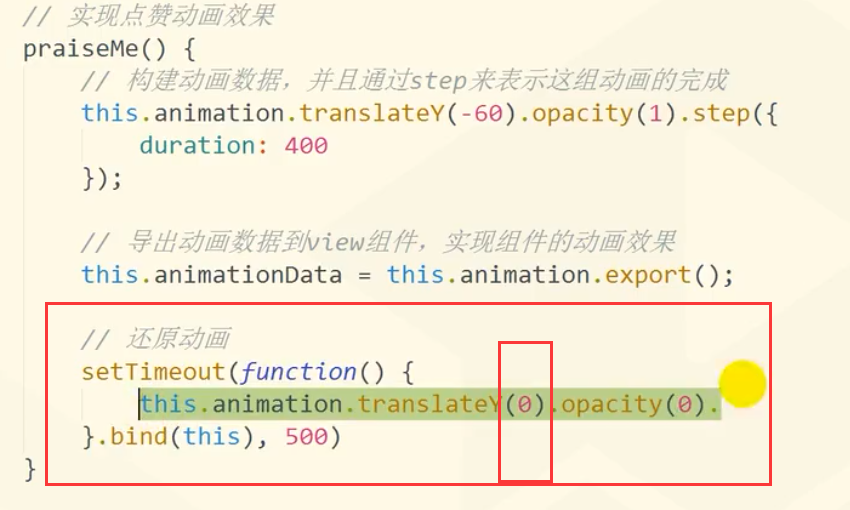 // 实现点赞动画效果
praiseMe() {
// 构建动画数据，并且通过step来表示这组动画的完成
this.animation.translateY(-60).opacity(1).step({
duration: 400
});
// 导出动画数据到view组件，实现组件的动画效果
this.animationData = this.animation.export();
// 还原动画
setTimeout(function() {
this.animation.translateY(0).opacity(0).
}.bind(this), 500)
}